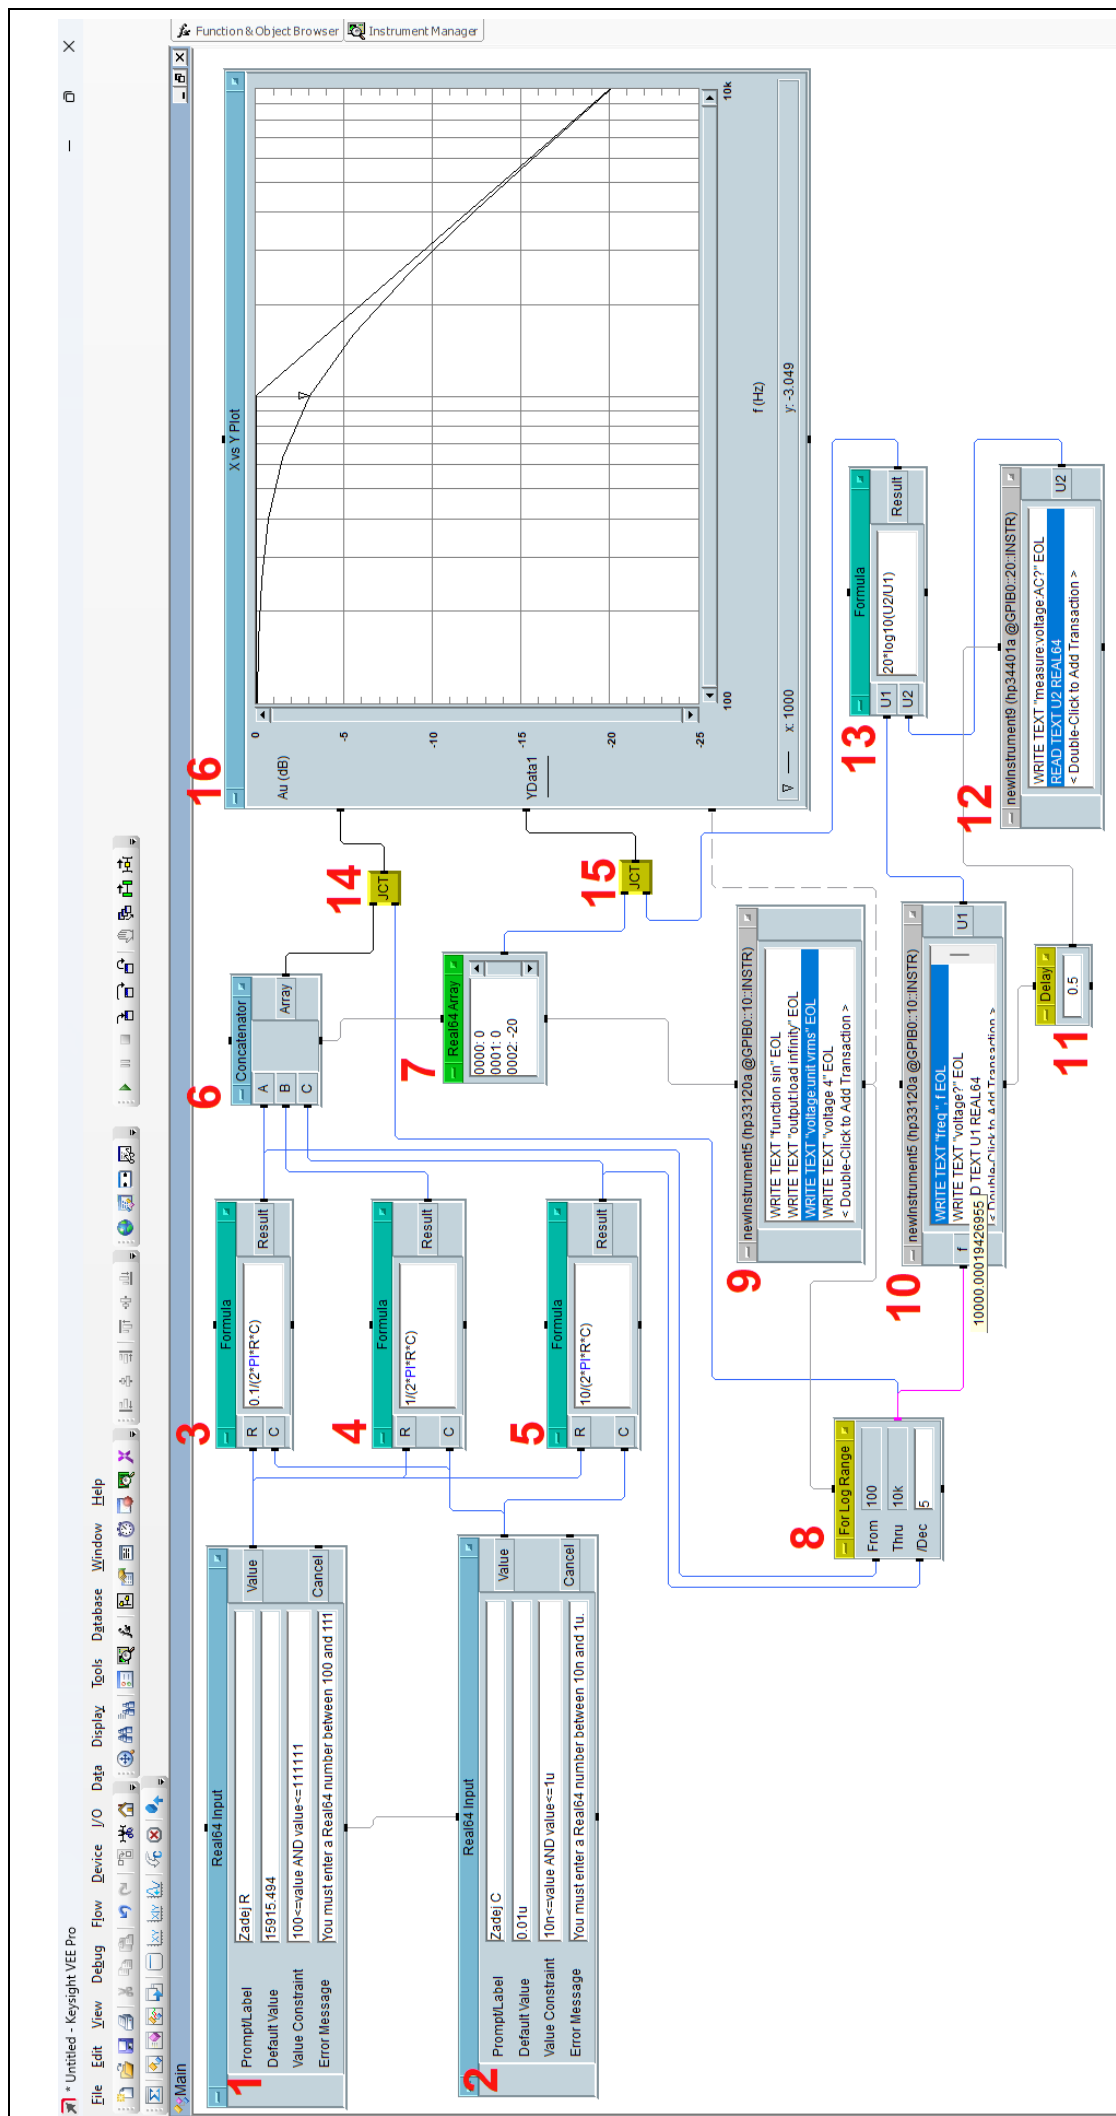 * Untitled - Keysight VEE Pro
File Edit View Debug Flow Device I/O Data Display Tools Database Window Help
Main
Function & Object Browser Instrument Manager
1
Real64 Input
Prompt/Label Zadej R
Default Value 15915.494
Value Constraint 100<=value AND value<=111111
Error Message You must enter a Real64 number between 100 and 111
Value
Cancel
2
Real64 Input
Prompt/Label Zadej C
Default Value 0.01u
Value Constraint 10n<=value AND value<=1u
Error Message You must enter a Real64 number between 10n and 1u.
Value
Cancel
3
Formula
R
C
0.1/(2*PI*R*C)
Result
4
Formula
R
C
1/(2*PI*R*C)
Result
5
Formula
R
C
10/(2*PI*R*C)
Result
6
Concatenator
A
B
C
Array
7
Real64 Array
0000: 0
0001: 0
0002: -20
8
For Log Range
From 100
Thru 10k
/Dec 5
9
newInstrument5 (hp33120a @GPIB0::10::INSTR)
WRITE TEXT "function sin" EOL
WRITE TEXT "output:load infinity" EOL
WRITE TEXT "voltage:unit vrms" EOL
WRITE TEXT "voltage 4" EOL
< Double-Click to Add Transaction >
10
newInstrument5 (hp33120a @GPIB0::10::INSTR)
f
WRITE TEXT "freq ",f EOL
WRITE TEXT "voltage?" EOL
D TEXT U1 REAL64
< Double-Click to Add Transaction >
U1
10000.00019426955
11
Delay
0.5
12
newInstrument9 (hp34401a @GPIB0::20::INSTR)
WRITE TEXT "measure:voltage:AC?" EOL
READ TEXT U2 REAL64
< Double-Click to Add Transaction >
U2
13
Formula
U1
U2
20*log10(U2/U1)
Result
14
JCT
15
JCT
16
X vs Y Plot
Au (dB)
YData1
0
-5
-10
-15
-20
-25
100
10k
f (Hz)
x: 1000
y: -3.049